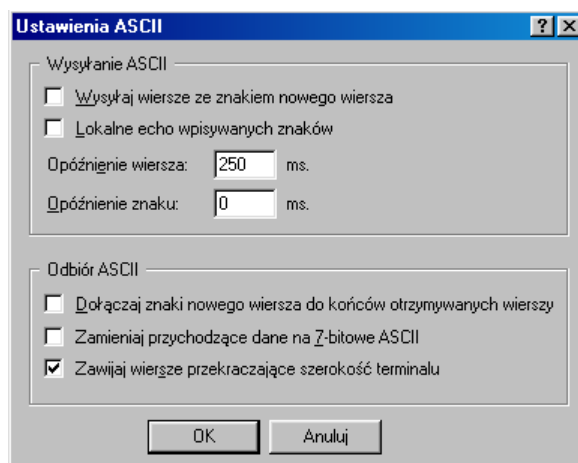 Ustawienia ASCII
Wysyłanie ASCII
Wysyłaj wiersze ze znakiem nowego wiersza
Lokalne echo wpisywanych znaków
Opóźnienie wiersza: 250 ms.
Opóźnienie znaku: 0 ms.
Odbiór ASCII
Dołączaj znaki nowego wiersza do końców otrzymywanych wierszy
Zamieniaj przychodzące dane na 7-bitowe ASCII
Zawijaj wiersze przekraczające szerokość terminalu
OK Anuluj